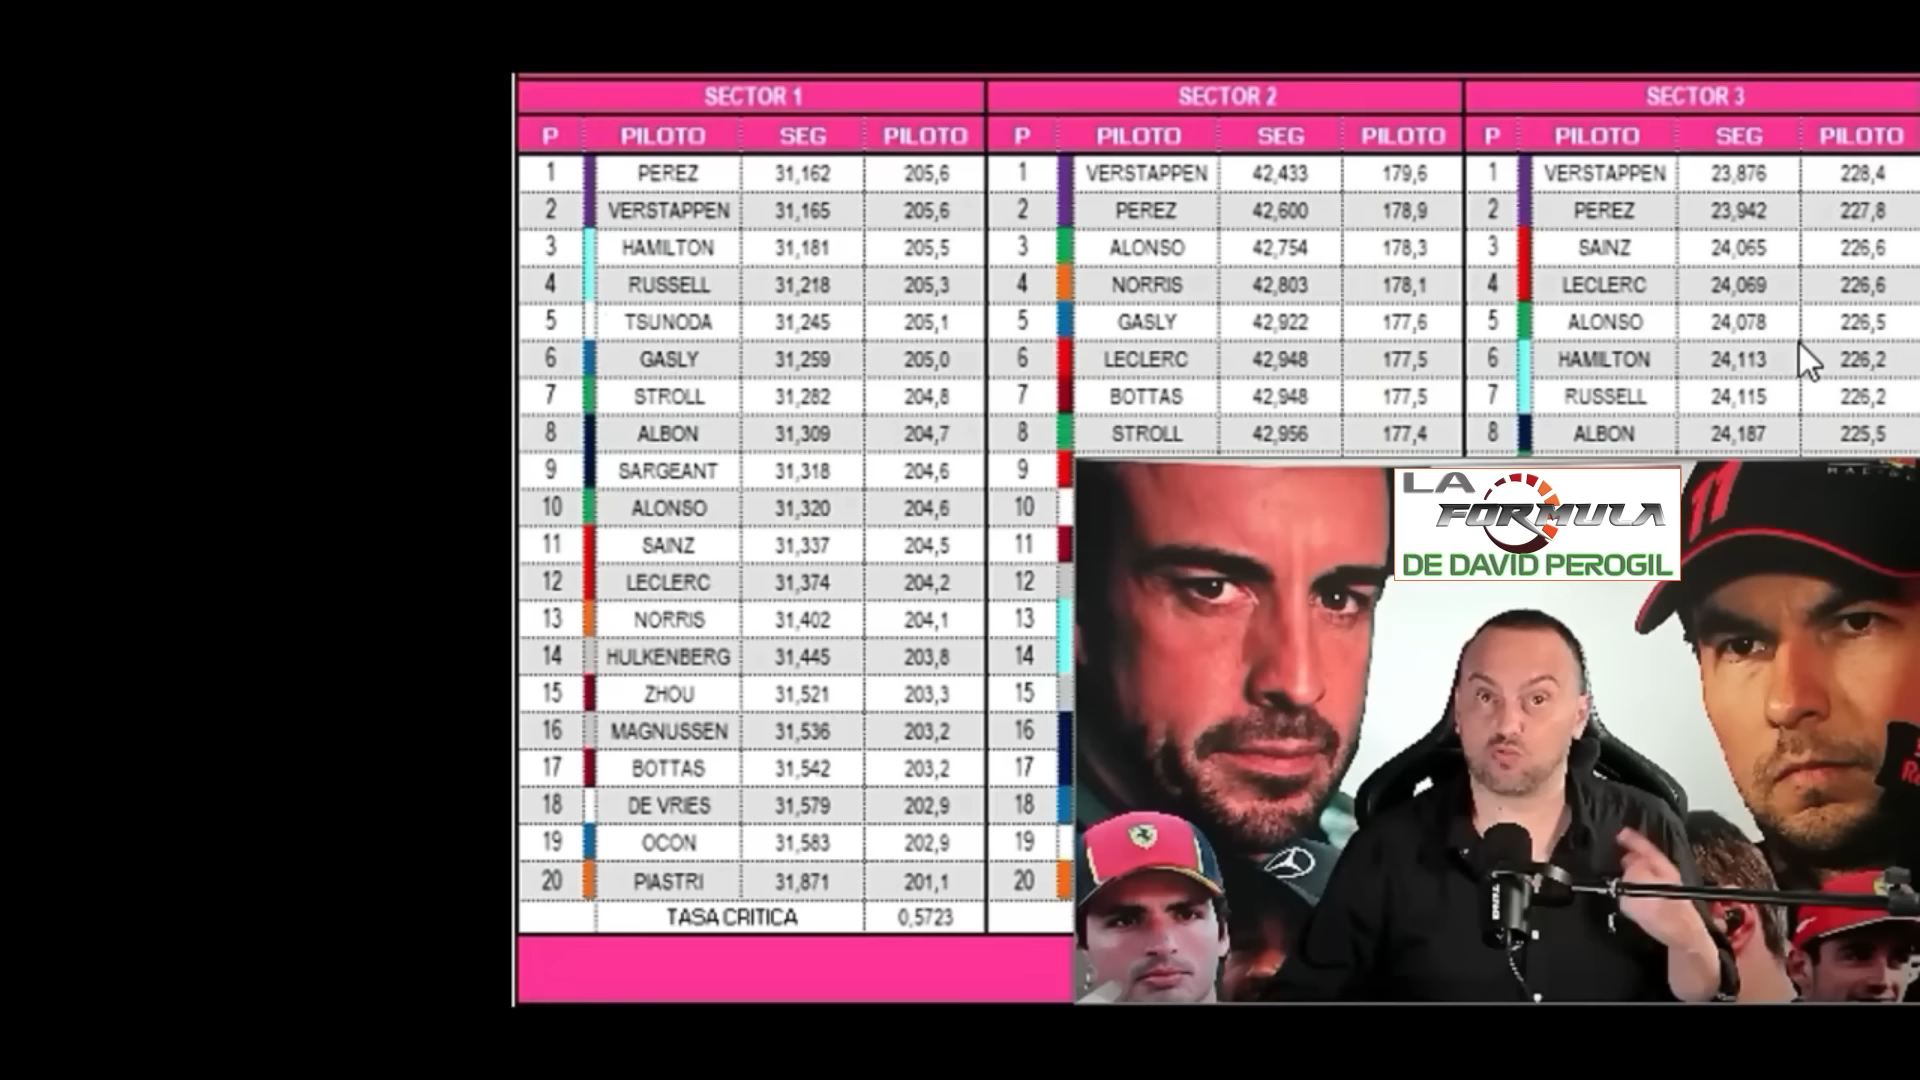 SECTOR 1 SECTOR 2 SECTOR 3
P PILOTO SEG PILOTO P PILOTO SEG PILOTO P PILOTO SEG PILOTO
1 PEREZ 31,162 205,6 1 VERSTAPPEN 42,433 179,6 1 VERSTAPPEN 23,876 228,4
2 VERSTAPPEN 31,165 205,6 2 PEREZ 42,600 178,9 2 PEREZ 23,942 227,8
3 HAMILTON 31,181 205,5 3 ALONSO 42,754 178,3 3 SAINZ 24,065 226,6
4 RUSSELL 31,218 205,3 4 NORRIS 42,803 178,1 4 LECLERC 24,069 226,6
5 TSUNODA 31,245 205,1 5 GASLY 42,922 177,6 5 ALONSO 24,078 226,5
6 GASLY 31,259 205,0 6 LECLERC 42,948 177,5 6 HAMILTON 24,113 226,2
7 STROLL 31,282 204,8 7 BOTTAS 42,948 177,5 7 RUSSELL 24,115 226,2
8 ALBON 31,309 204,7 8 STROLL 42,956 177,4 8 ALBON 24,187 225,5
9 SARGEANT 31,318 204,6 9
10 ALONSO 31,320 204,6 10
11 SAINZ 31,337 204,5 11
12 LECLERC 31,374 204,2 12
13 NORRIS 31,402 204,1 13
14 HULKENBERG 31,445 203,8 14
15 ZHOU 31,521 203,3 15
16 MAGNUSSEN 31,536 203,2 16
17 BOTTAS 31,542 203,2 17
18 DE VRIES 31,579 202,9 18
19 OCON 31,583 202,9 19
20 PIASTRI 31,871 201,1 20
TASA CRITICA 0,5723
LA
FORMULA
DE DAVID PEROGIL
11